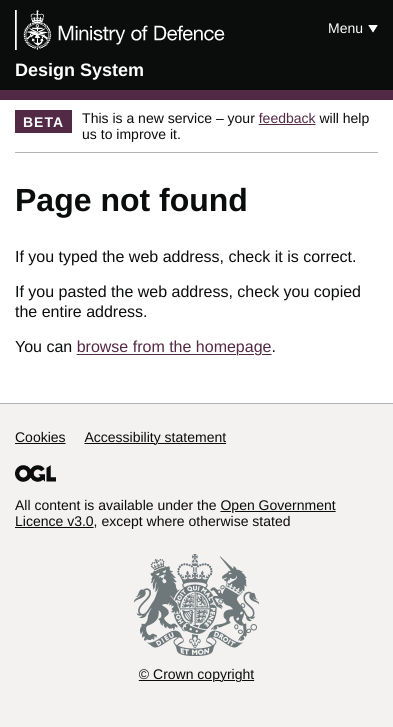 Ministry of Defence
Menu ▼
Design System
BETA
This is a new service – your feedback will help
us to improve it.
Page not found
If you typed the web address, check it is correct.
If you pasted the web address, check you copied
the entire address.
You can browse from the homepage.
Cookies
Accessibility statement
OGL
All content is available under the Open Government
Licence v3.0, except where otherwise stated
DIEU ET MON DROIT
© Crown copyright